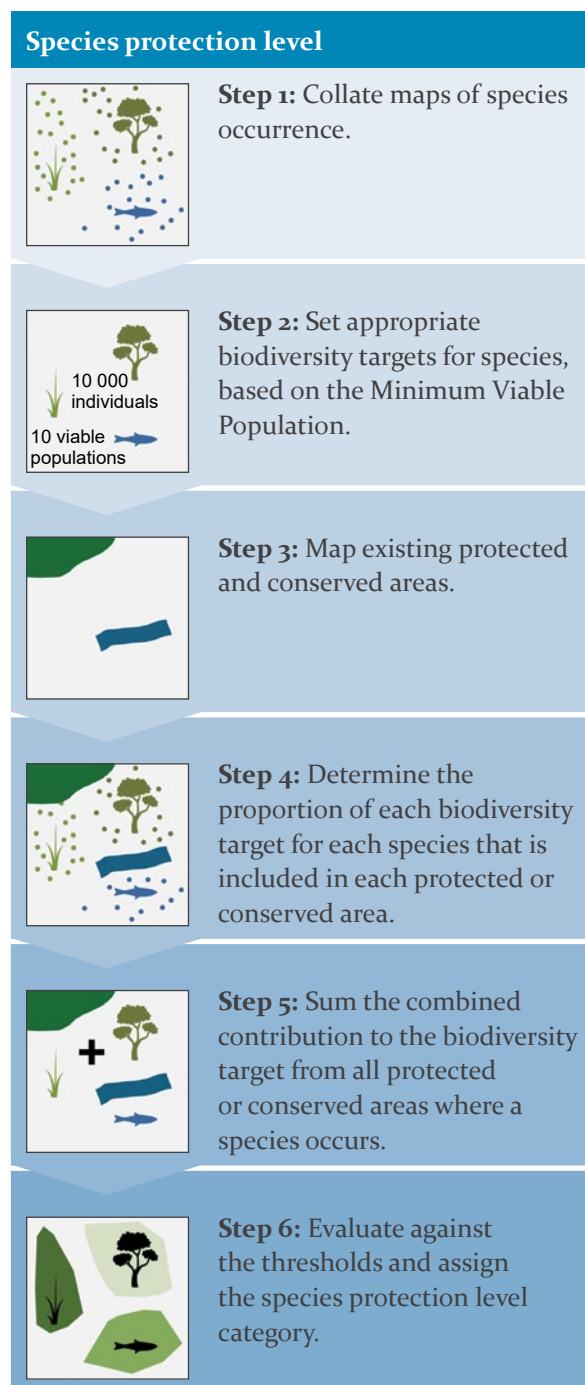 Species protection level
Step 1: Collate maps of species
occurrence.
Step 2: Set appropriate
biodiversity targets for species,
based on the Minimum Viable
Population.
10 000
individuals
10 viable
populations
Step 3: Map existing protected
and conserved areas.
Step 4: Determine the
proportion of each biodiversity
target for each species that is
included in each protected or
conserved area.
Step 5: Sum the combined
contribution to the biodiversity
target from all protected
or conserved areas where a
species occurs.
Step 6: Evaluate against
the thresholds and assign
the species protection level
category.